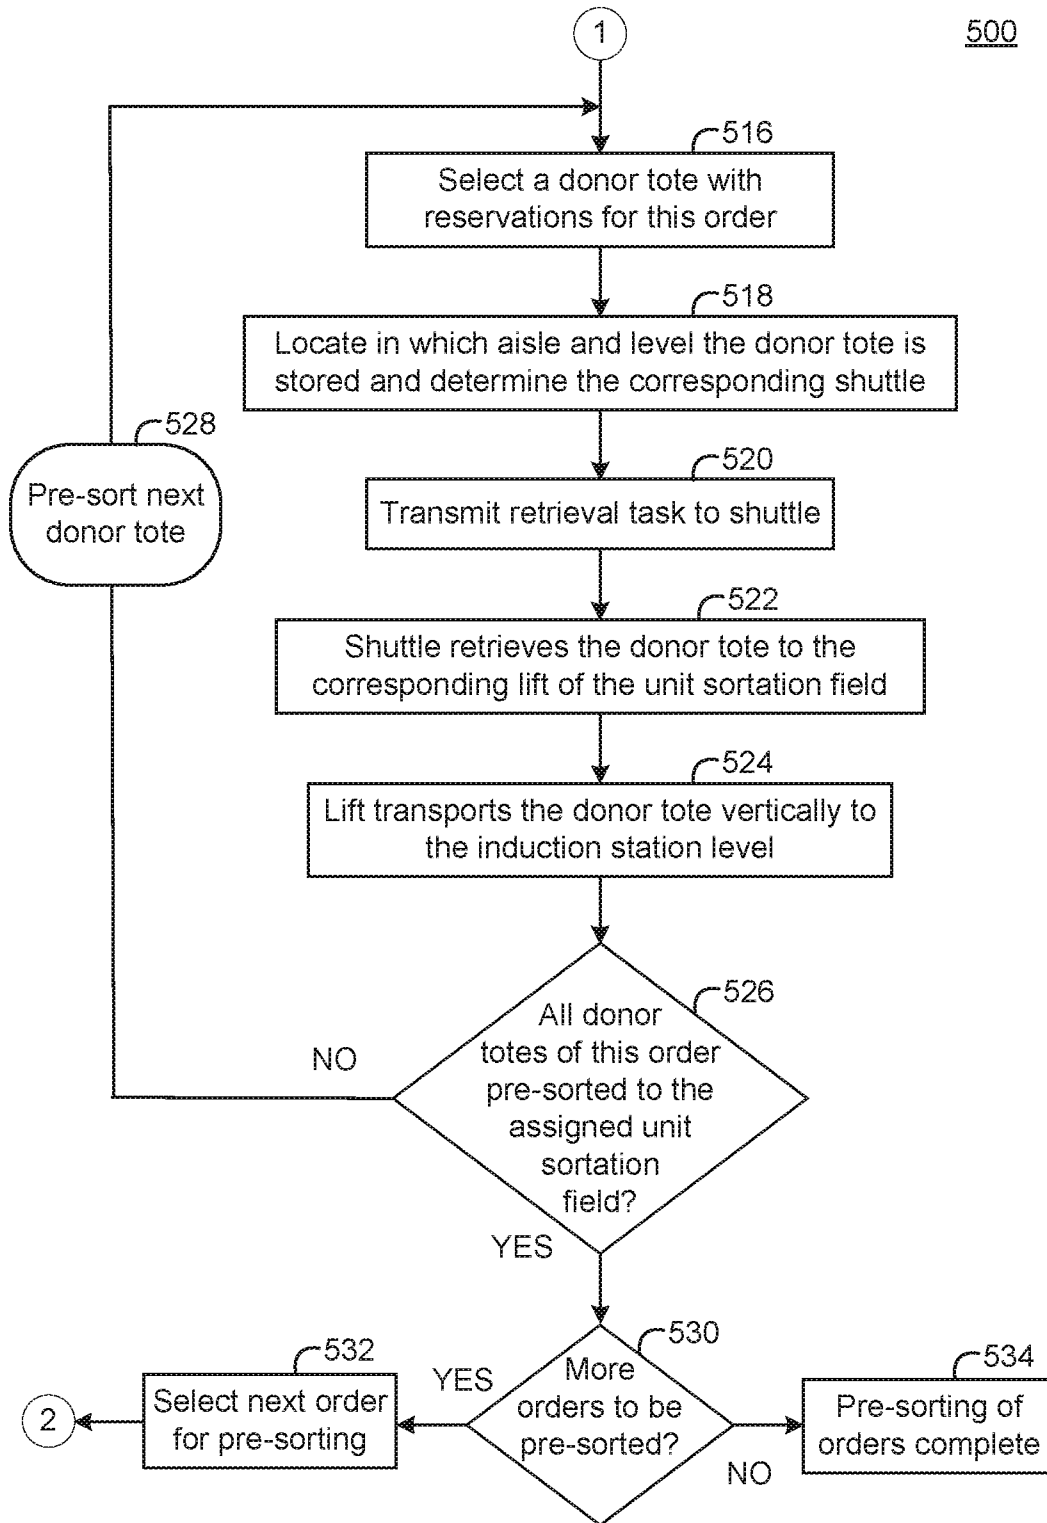 1
500
516
Select a donor tote with
reservations for this order
518
Locate in which aisle and level the donor tote is
stored and determine the corresponding shuttle
528
Pre-sort next
donor tote
520
Transmit retrieval task to shuttle
522
Shuttle retrieves the donor tote to the
corresponding lift of the unit sortation field
524
Lift transports the donor tote vertically to
the induction station level
526
All donor
totes of this order
pre-sorted to the
assigned unit
sortation
field?
NO
YES
530
More
orders to be
pre-sorted?
YES
532
Select next order
for pre-sorting
2
NO
534
Pre-sorting of
orders complete